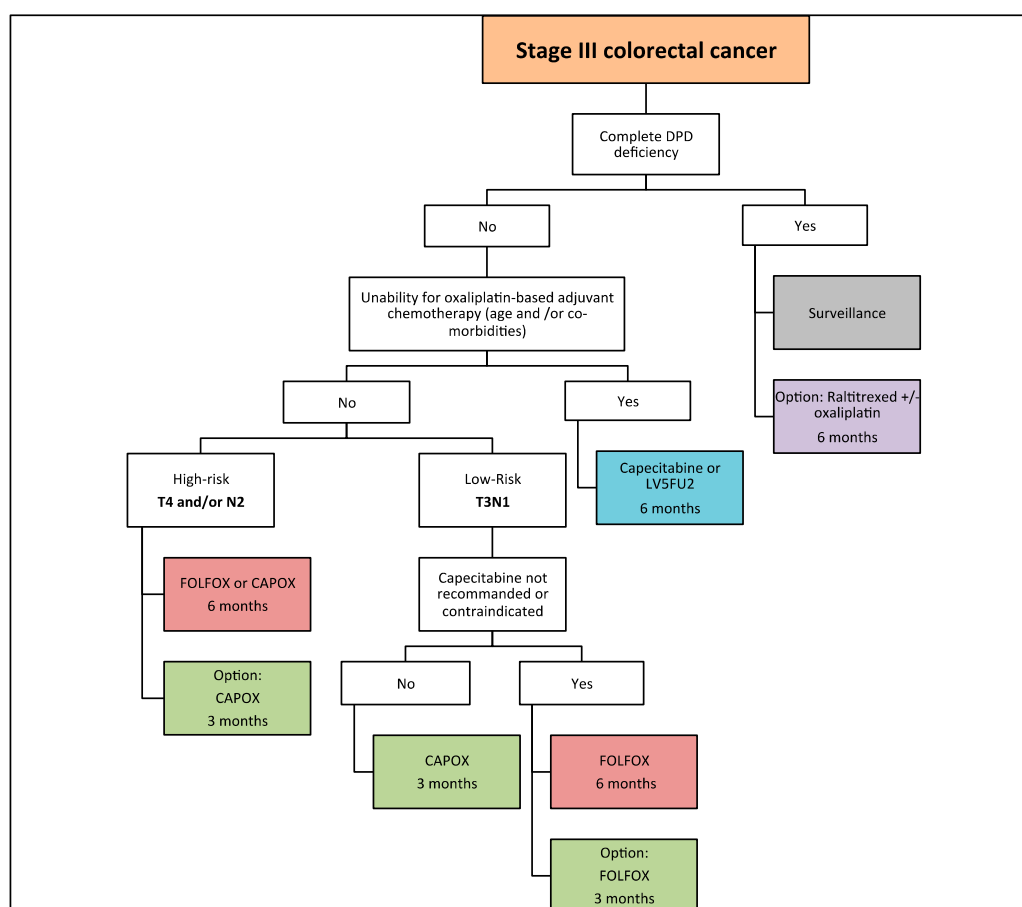 Stage III colorectal cancer
Complete DPD
deficiency
No
Yes
Unability for oxaliplatin-based adjuvant
chemotherapy (age and /or co-
morbidities)
Surveillance
Option: Raltitrexed +/-
oxaliplatin
6 months
No
Yes
Capecitabine or
LV5FU2
6 months
High-risk
T4 and/or N2
Low-Risk
T3N1
FOLFOX or CAPOX
6 months
Option:
CAPOX
3 months
Capecitabine not
recommanded or
contraindicated
No
Yes
CAPOX
3 months
FOLFOX
6 months
Option:
FOLFOX
3 months